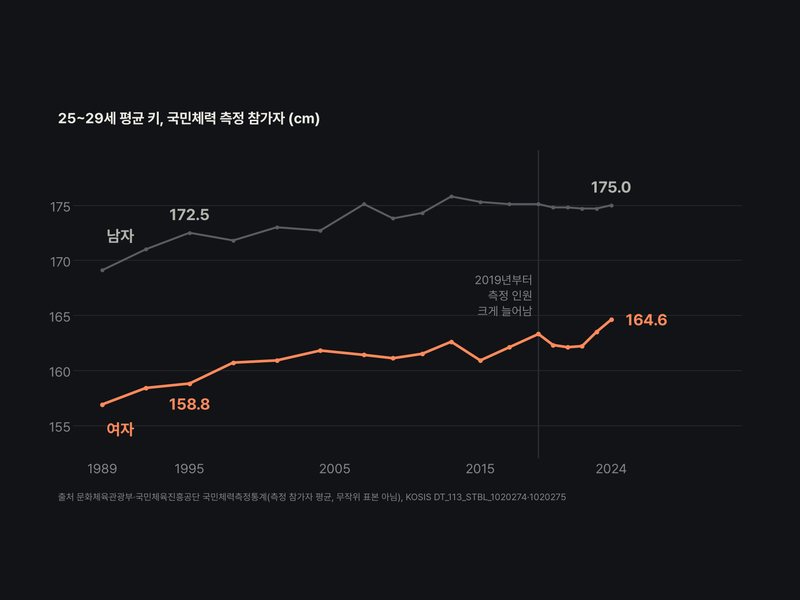 25~29세 평균 키, 국민체력 측정 참가자 (cm)
175.0
175
172.5
남자
170
2019년부터
측정 인원
크게 늘어남
165
164.6
160
158.8
155
여자
1989 1995 2005 2015 2024
출처 문화체육관광부·국민체육진흥공단 국민체력측정통계(측정 참가자 평균, 무작위 표본 아님), KOSIS DT_113_STBL_1020274·1020275